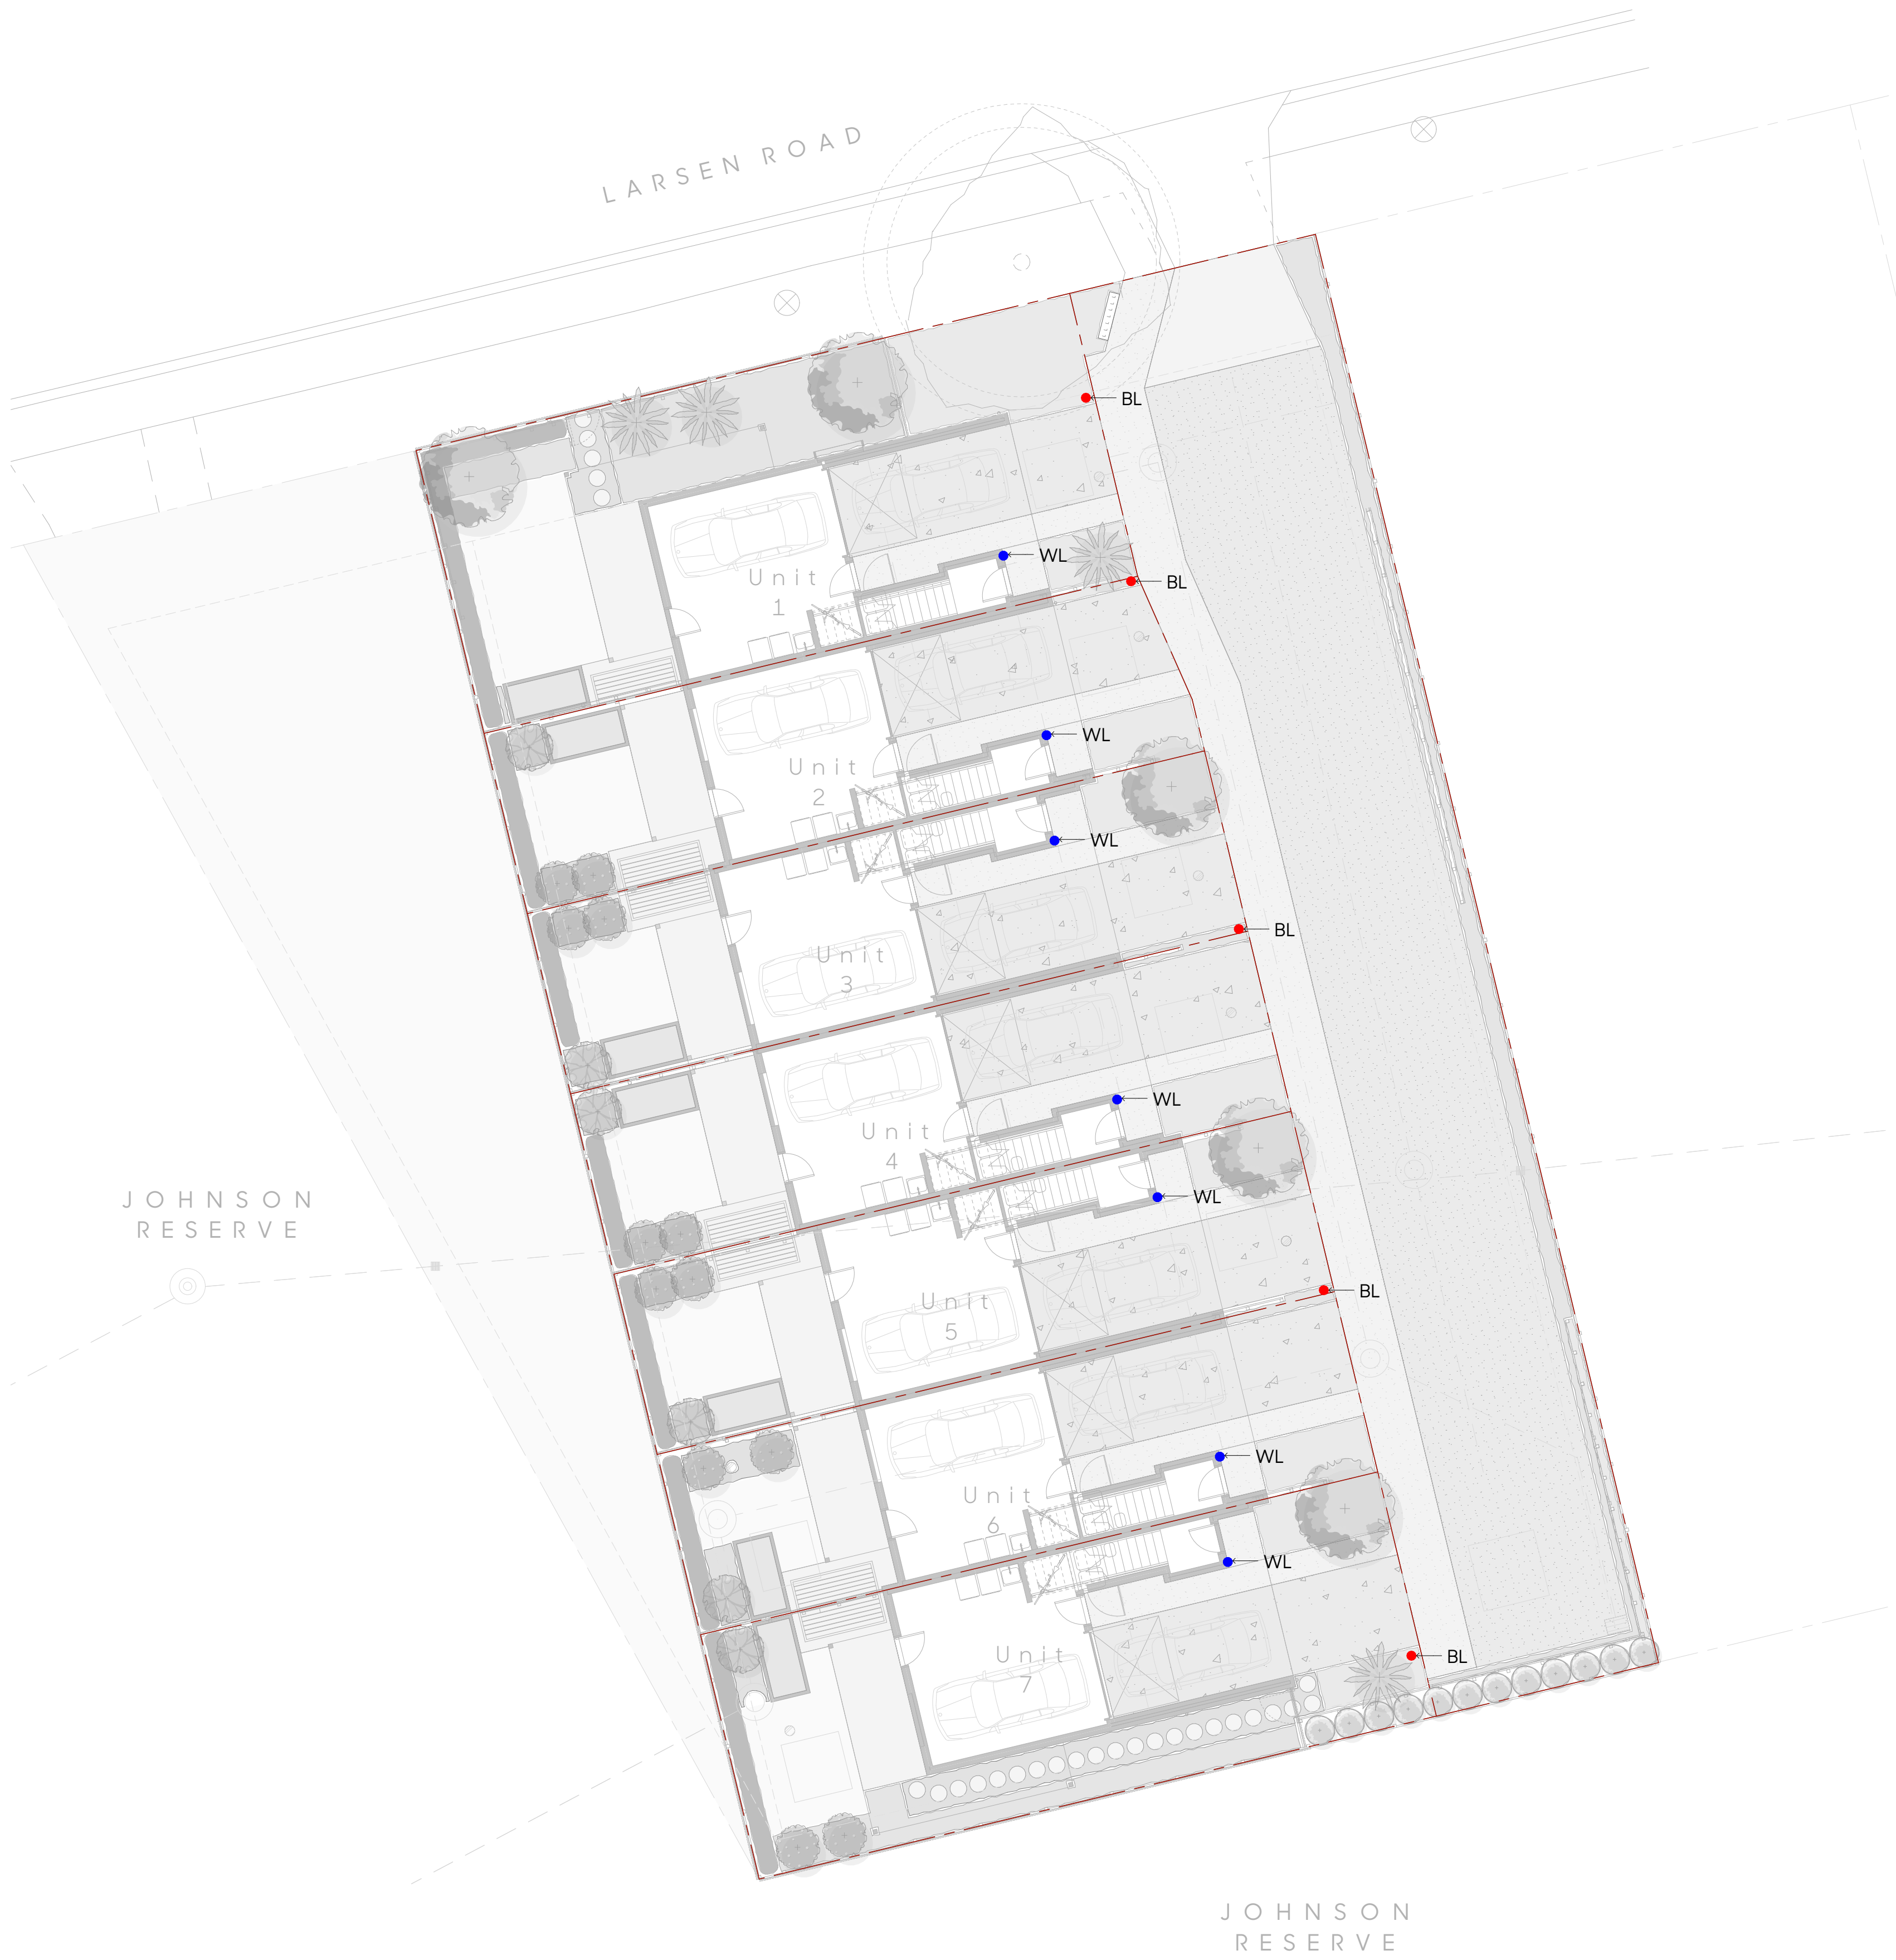 LARSEN ROAD
BL
WL
Unit
1
BL
WL
Unit
2
WL
BL
Unit
3
WL
Unit
4
JOHNSON
RESERVE
WL
BL
Unit
5
WL
Unit
6
WL
BL
Unit
7
JOHNSON
RESERVE